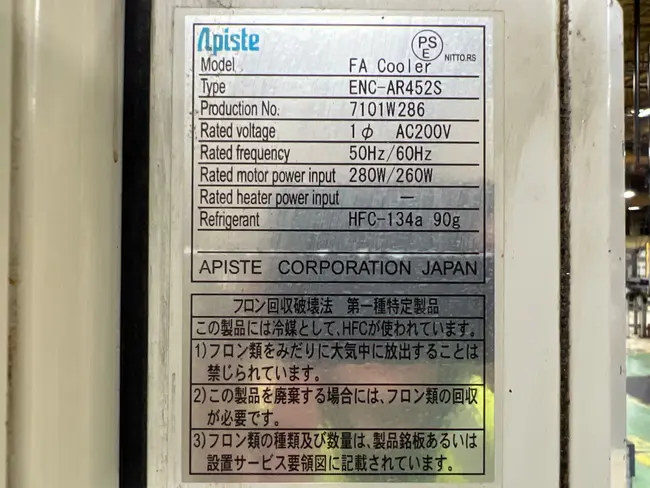 Apiste
PS
E
NITTO.RS
Model FA Cooler
Type ENC-AR452S
Production No. 7101W286
Rated voltage 1φ AC200V
Rated frequency 50Hz/60Hz
Rated motor power input 280W/260W
Rated heater power input —
Refrigerant HFC-134a 90g
APISTE CORPORATION JAPAN
フロン回収破壊法 第一種特定製品
この製品には冷媒として、HFCが使われています。
1)フロン類をみだりに大気中に放出することは
禁じられています。
2)この製品を廃棄する場合には、フロン類の回収
が必要です。
3)フロン類の種類及び数量は、製品銘板あるいは
設置サービス要領図に記載されています。